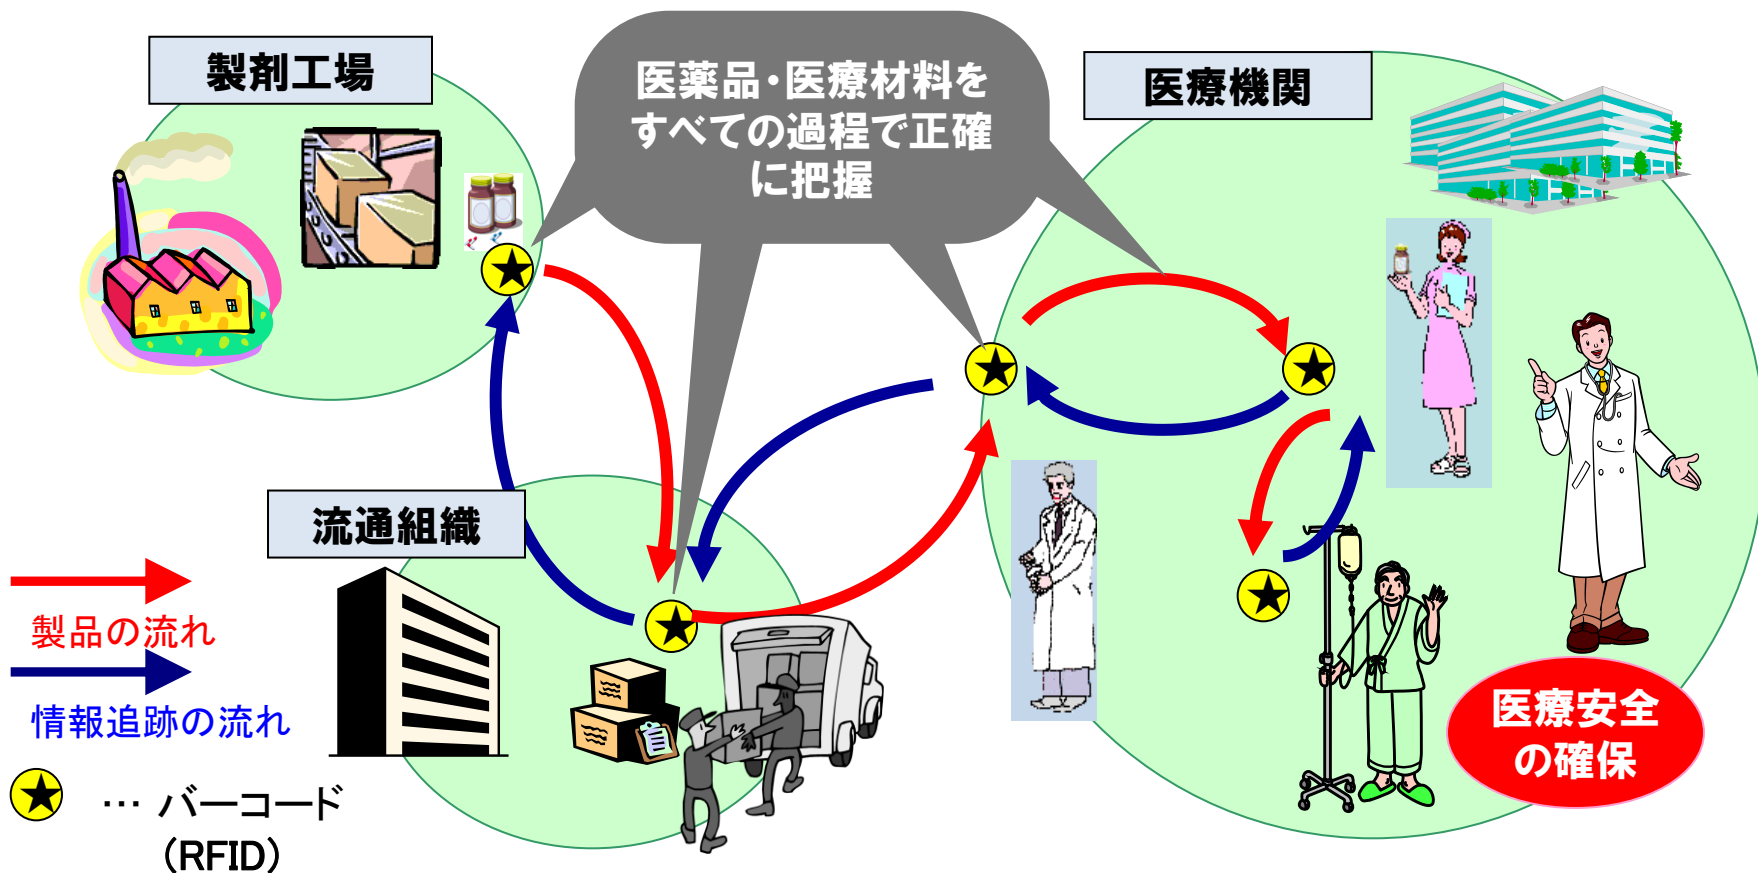 製剤工場
医薬品・医療材料を
すべての過程で正確
に把握
医療機関
流通組織
製品の流れ
情報追跡の流れ
… バーコード
(RFID)
医療安全
の確保